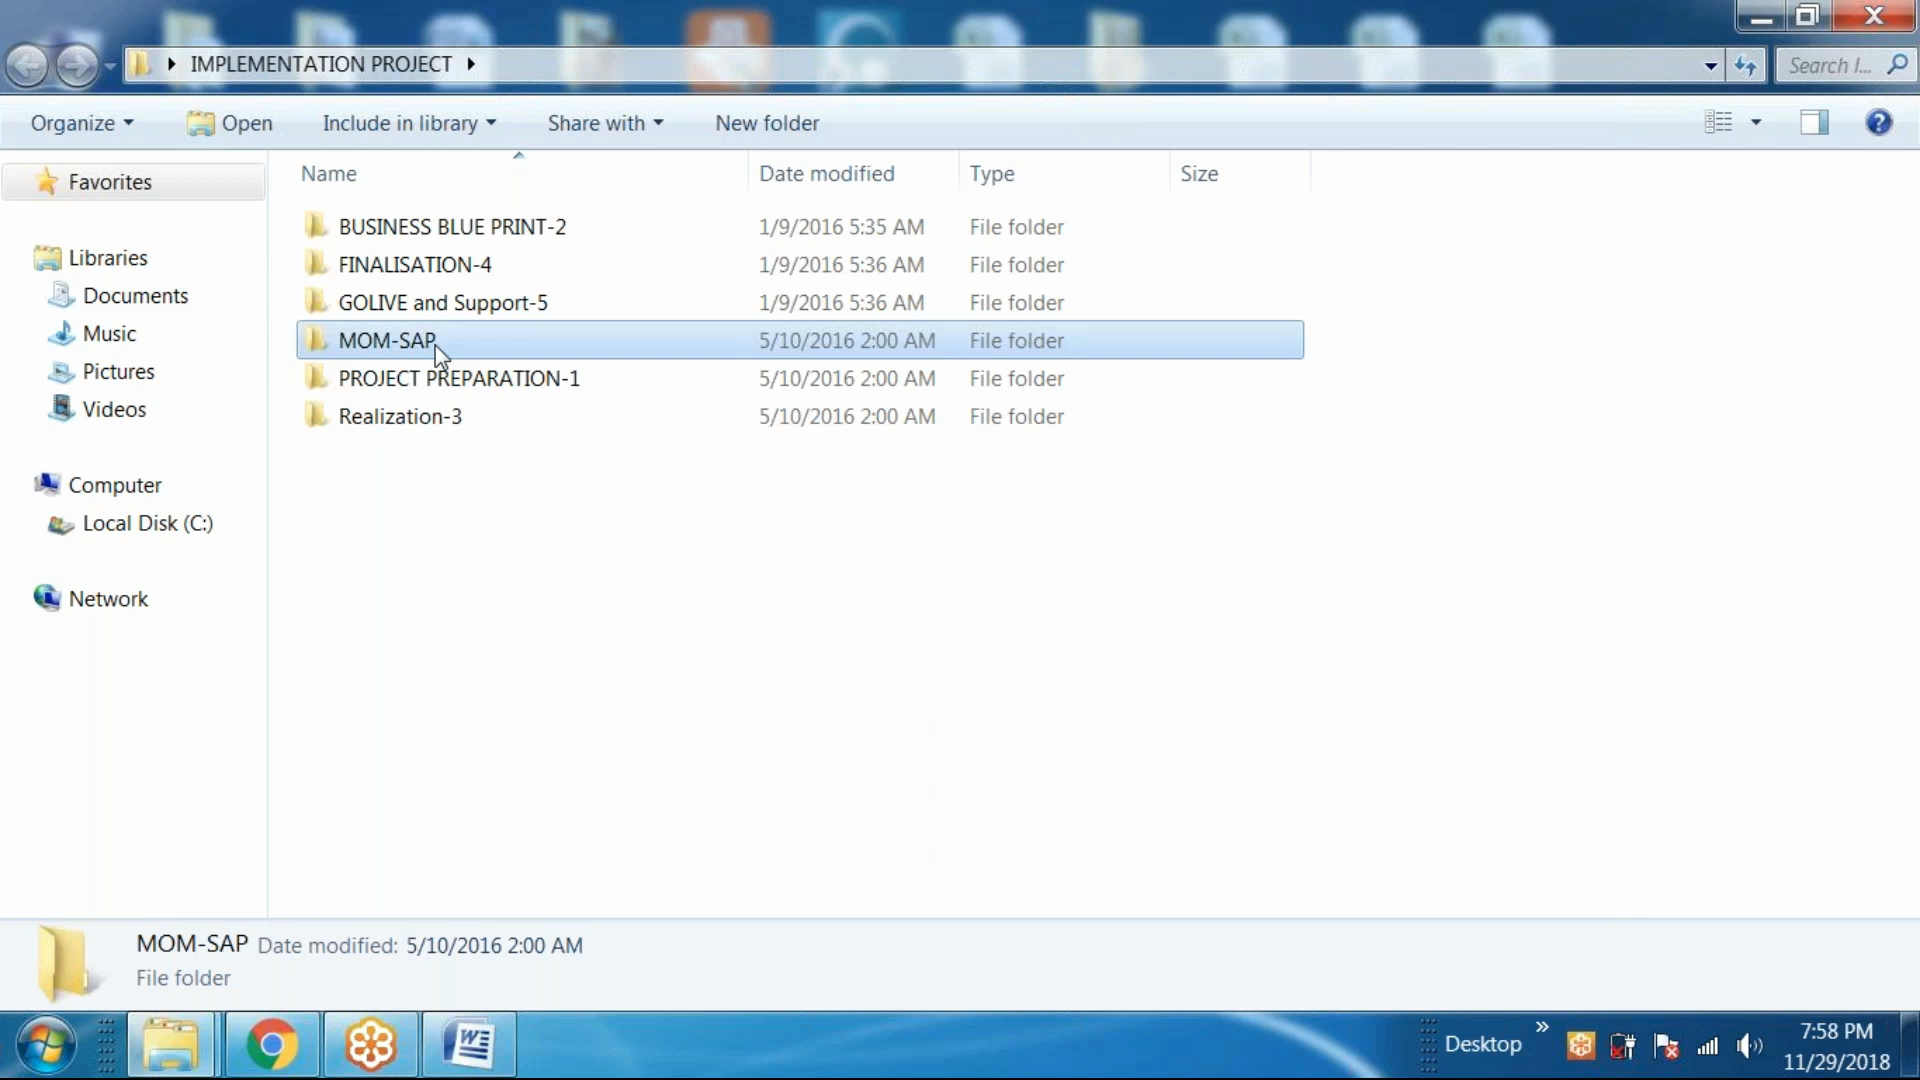 IMPLEMENTATION PROJECT
Search I...
Organize Open Include in library Share with New folder
Name Date modified Type Size
Favorites
Libraries
Documents
Music
Pictures
Videos
Computer
Local Disk (C:)
Network
BUSINESS BLUE PRINT-2 1/9/2016 5:35 AM File folder
FINALISATION-4 1/9/2016 5:36 AM File folder
GOLIVE and Support-5 1/9/2016 5:36 AM File folder
MOM-SAP 5/10/2016 2:00 AM File folder
PROJECT PREPARATION-1 5/10/2016 2:00 AM File folder
Realization-3 5/10/2016 2:00 AM File folder
MOM-SAP Date modified: 5/10/2016 2:00 AM
File folder
Desktop » 7:58 PM
11/29/2018